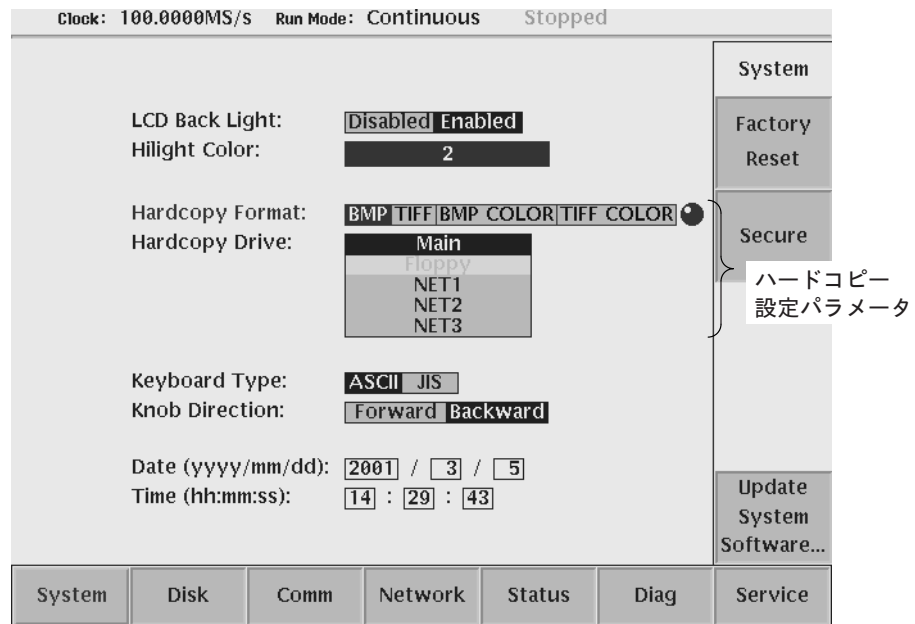 Clock: 100.0000MS/s Run Mode: Continuous Stopped
System
LCD Back Light: Disabled Enabled
Hilight Color: 2
Factory
Reset
Hardcopy Format: BMP TIFF BMP COLOR TIFF COLOR
Hardcopy Drive: Main
Floppy
NET1
NET2
NET3
Secure
ハードコピー
設定パラメータ
Keyboard Type: ASCII JIS
Knob Direction: Forward Backward
Date (yyyy/mm/dd): 2001 / 3 / 5
Time (hh:mm:ss): 14 : 29 : 43
Update
System
Software...
System Disk Comm Network Status Diag Service